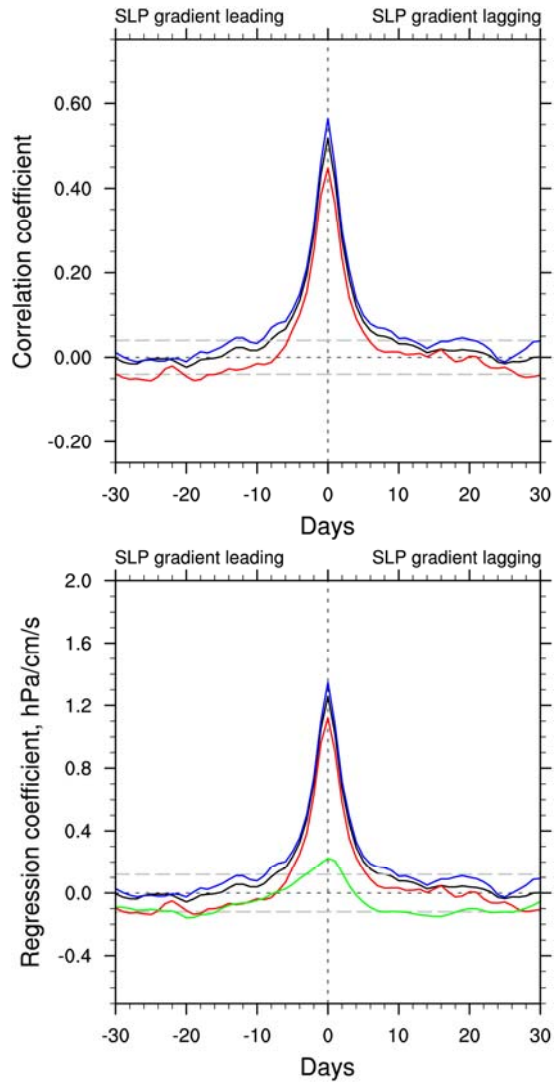 SLP gradient leading SLP gradient lagging
0.60
0.40
0.20
0.00
-0.20
Correlation coefficient
-30 -20 -10 0 10 20 30
Days
SLP gradient leading SLP gradient lagging
2.0
1.6
1.2
0.8
0.4
0.0
-0.4
Regression coefficient, hPa/cm/s
-30 -20 -10 0 10 20 30
Days